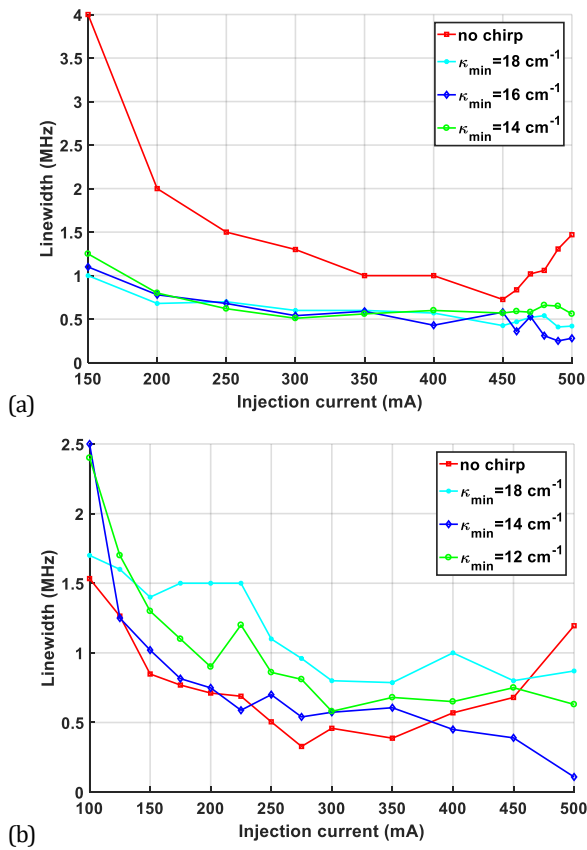 4
3.5
3
2.5
2
1.5
1
0.5
0
Linewidth (MHz)
no chirp
κmin=18 cm-1
κmin=16 cm-1
κmin=14 cm-1
150 200 250 300 350 400 450 500
Injection current (mA)
(a)
2.5
2
1.5
1
0.5
0
Linewidth (MHz)
no chirp
κmin=18 cm-1
κmin=14 cm-1
κmin=12 cm-1
100 150 200 250 300 350 400 450 500
Injection current (mA)
(b)